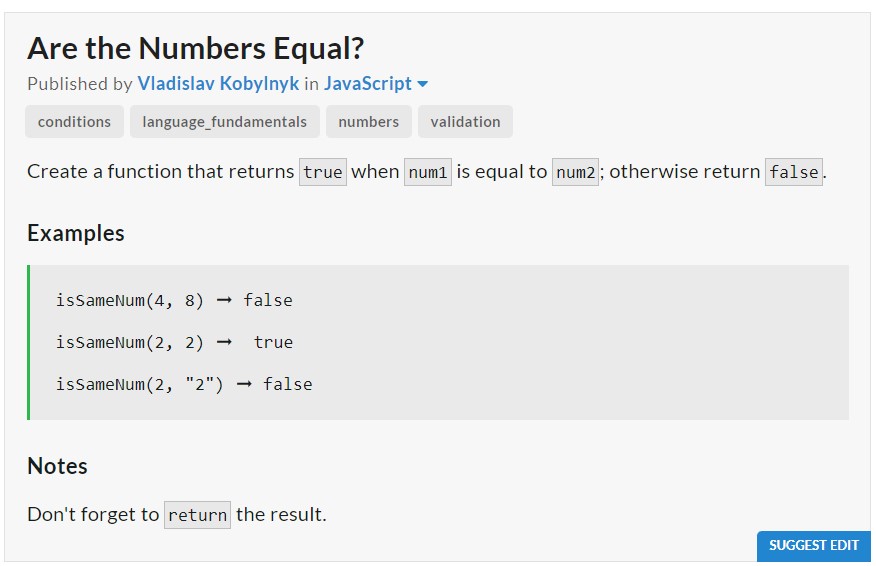 Are the Numbers Equal?
Published by Vladislav Kobylnyk in JavaScript
conditions language_fundamentals numbers validation
Create a function that returns true when num1 is equal to num2; otherwise return false.
Examples
isSameNum(4, 8) ➞ false
isSameNum(2, 2) ➞  true
isSameNum(2, "2") ➞ false
Notes
Don't forget to return the result.
SUGGEST EDIT